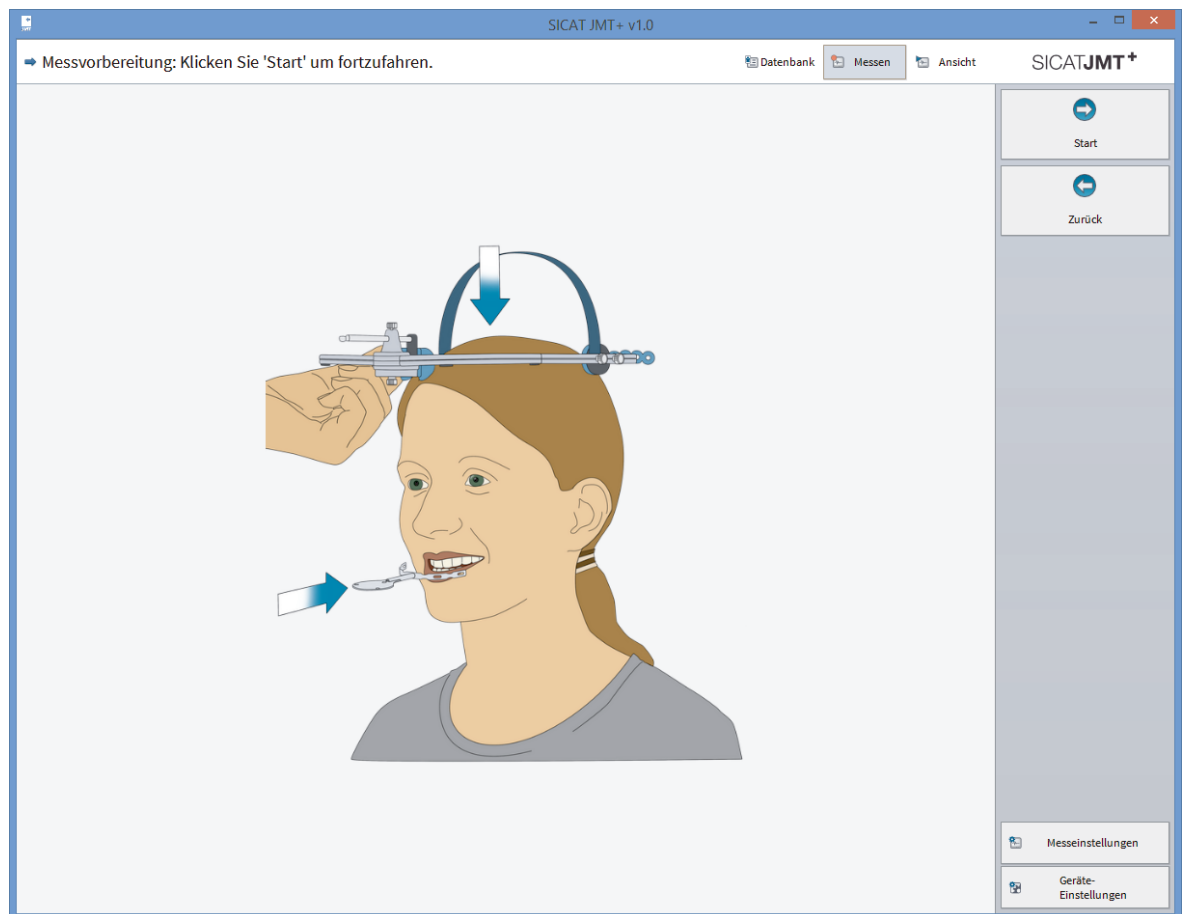 SICAT JMT+ v1.0
Messvorbereitung: Klicken Sie 'Start' um fortzufahren.
Datenbank
Messen
Ansicht
SICATJMT+
Start
Zurück
Messeinstellungen
Geräte-
Einstellungen